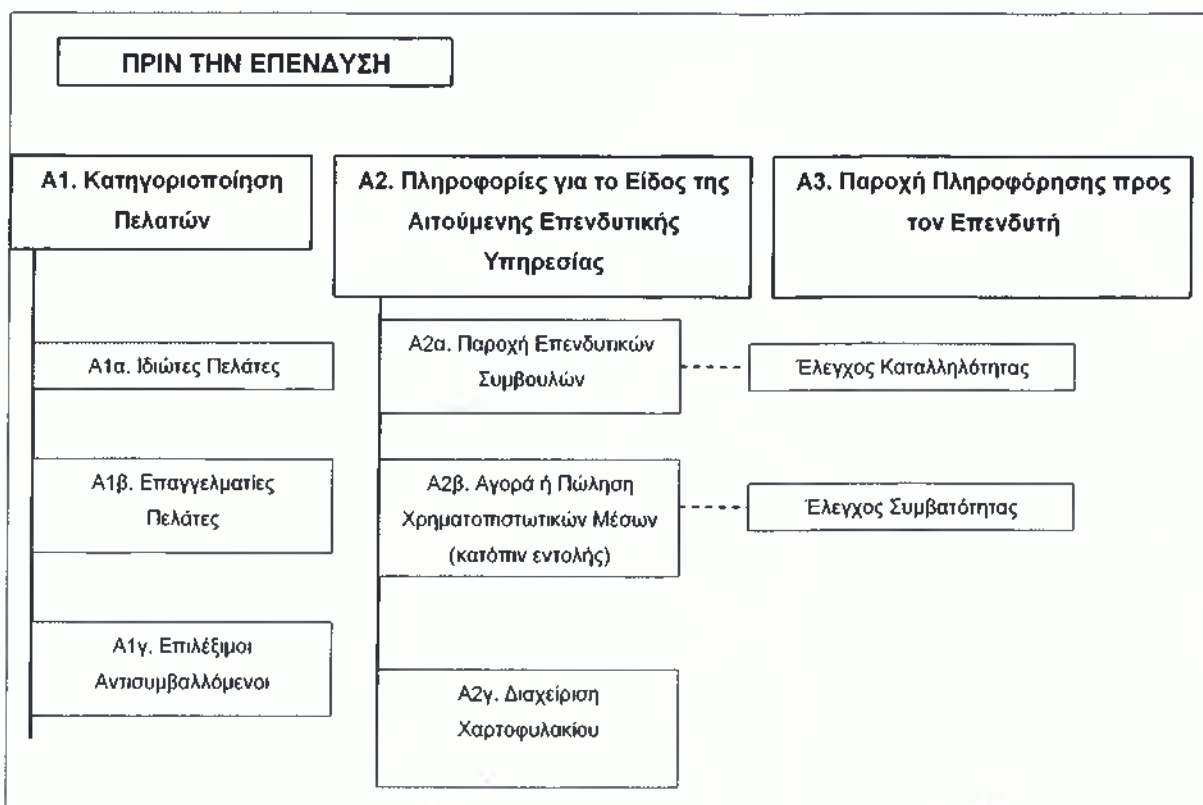 ΠΡΙΝ ΤΗΝ ΕΠΕΝΔΥΣΗ
Α1. Κατηγοριοποίηση
Πελατών
Α2. Πληροφορίες για το Είδος της
Αιτούμενης Επενδυτικής
Υπηρεσίας
Α3. Παροχή Πληροφόρησης προς
τον Επενδυτή
Α1α. Ιδιώτες Πελάτες
Α1β. Επαγγελματίες
Πελάτες
Α1γ. Επιλέξιμοι
Αντισυμβαλλόμενοι
Α2α. Παροχή Επενδυτικών
Συμβουλών
Έλεγχος Καταλληλότητας
Α2β. Αγορά ή Πώληση
Χρηματοπιστωτικών Μέσων
(κατόπιν εντολής)
Έλεγχος Συμβατότητας
Α2γ. Διαχείριση
Χαρτοφυλακίου